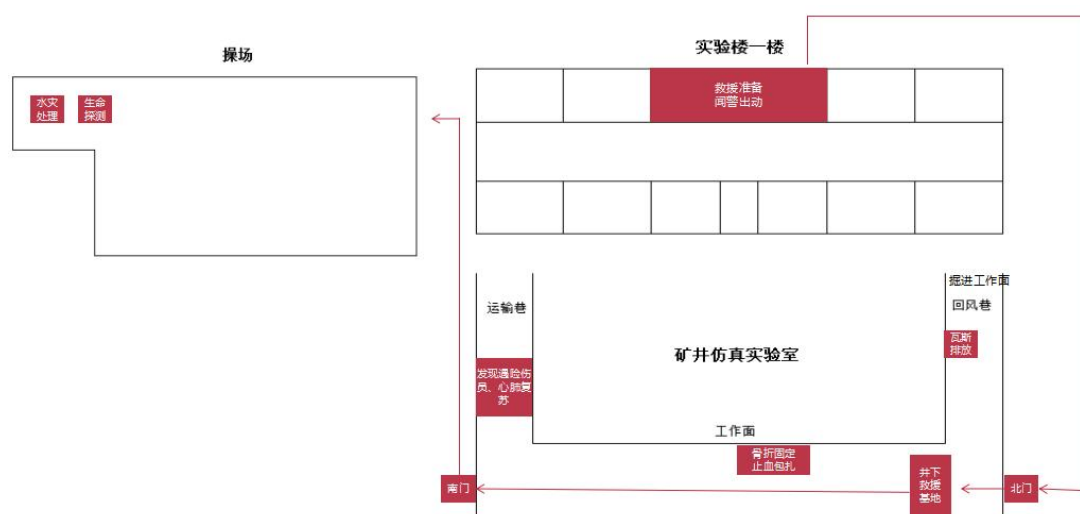 操场
实验楼一楼
水灾
处理
生命
探测
救援准备
闻警出动
运输巷
掘进工作面
回风巷
瓦斯
排放
矿井仿真实验室
发现遇险伤
员、心肺复
苏
工作面
骨折固定
止血包扎
南门
井下
救援
基地
北门